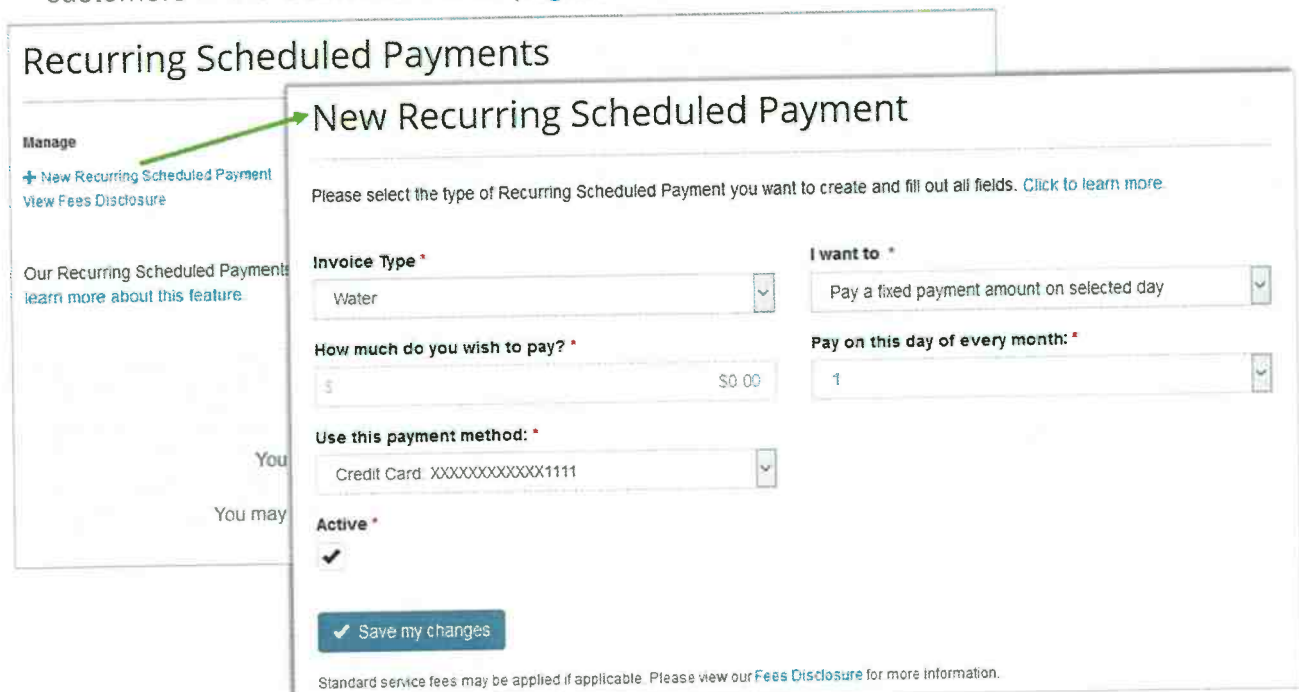 Recurring Scheduled Payments
Manage
+ New Recurring Scheduled Payment
View Fees Disclosure
Our Recurring Scheduled Payments
learn more about this feature.
You
You may
New Recurring Scheduled Payment
Please select the type of Recurring Scheduled Payment you want to create and fill out all fields. Click to learn more.
Invoice Type *
Water
I want to *
Pay a fixed payment amount on selected day
How much do you wish to pay? *
$ $0.00
Pay on this day of every month: *
1
Use this payment method: *
Credit Card: XXXXXXXXXXXX1111
Active *
✔
✔ Save my changes
Standard service fees may be applied if applicable. Please view our Fees Disclosure for more information.